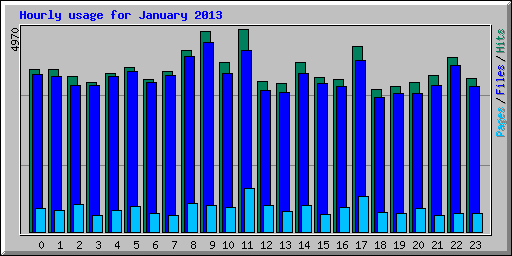 Hourly usage for January 2013
4970
Pages/Files/Hits
0 1 2 3 4 5 6 7 8 9 10 11 12 13 14 15 16 17 18 19 20 21 22 23